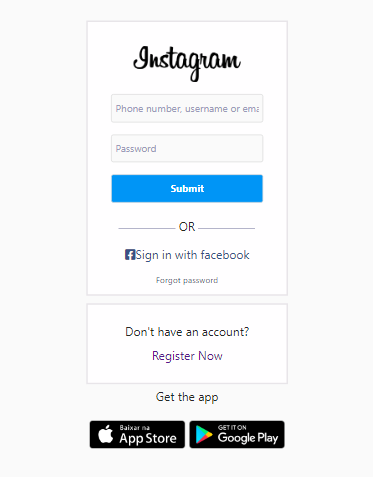 Instagram
Phone number, username or ema
Password
Submit
OR
Sign in with facebook
Forgot password
Don't have an account?
Register Now
Get the app
Baixar na
App Store
GET IT ON
Google Play